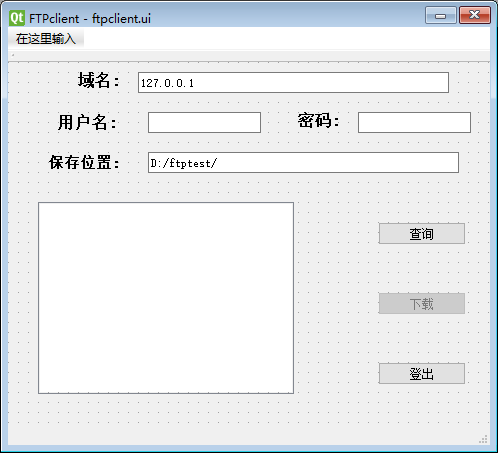 Qt FTPclient - ftpclient.ui
在这里输入
域名： 127.0.0.1
用户名： 密码：
保存位置： D:/ftptest/
查询
下载
登出